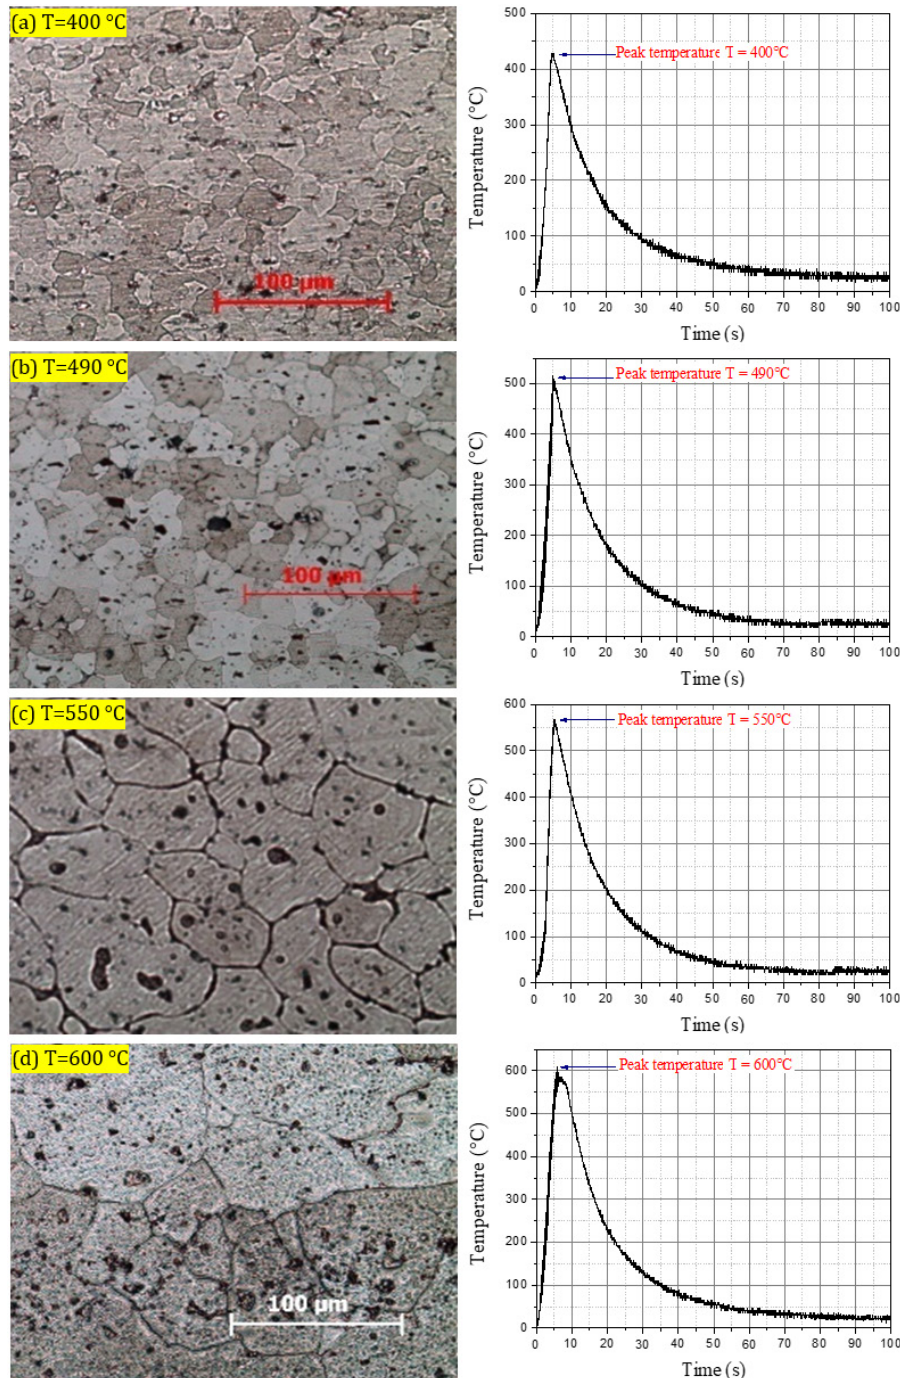 (a) T=400 °C
100 µm
500
400
300
200
100
0
Temperature (°C)
Peak temperature T = 400°C
0 10 20 30 40 50 60 70 80 90 100
Time (s)
(b) T=490 °C
100 µm
500
400
300
200
100
0
Temperature (°C)
Peak temperature T = 490°C
0 10 20 30 40 50 60 70 80 90 100
Time (s)
(c) T=550 °C
600
500
400
300
200
100
0
Temperature (°C)
Peak temperature T = 550°C
0 10 20 30 40 50 60 70 80 90 100
Time (s)
(d) T=600 °C
100 µm
600
500
400
300
200
100
0
Temperature (°C)
Peak temperature T = 600°C
0 10 20 30 40 50 60 70 80 90 100
Time (s)